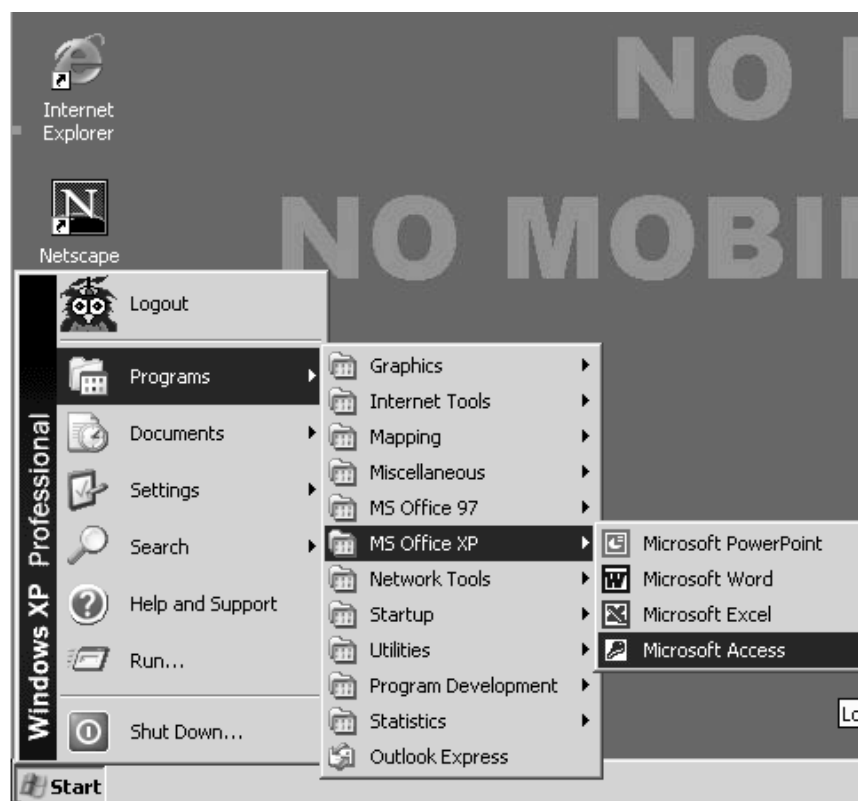 Internet
Explorer
NO
Netscape
NO MOBI
Logout
Programs
Documents
Settings
Search
Help and Support
Run...
Shut Down...
Windows XP Professional
Graphics
Internet Tools
Mapping
Miscellaneous
MS Office 97
MS Office XP
Network Tools
Startup
Utilities
Program Development
Statistics
Outlook Express
Microsoft PowerPoint
Microsoft Word
Microsoft Excel
Microsoft Access
Lo
Start